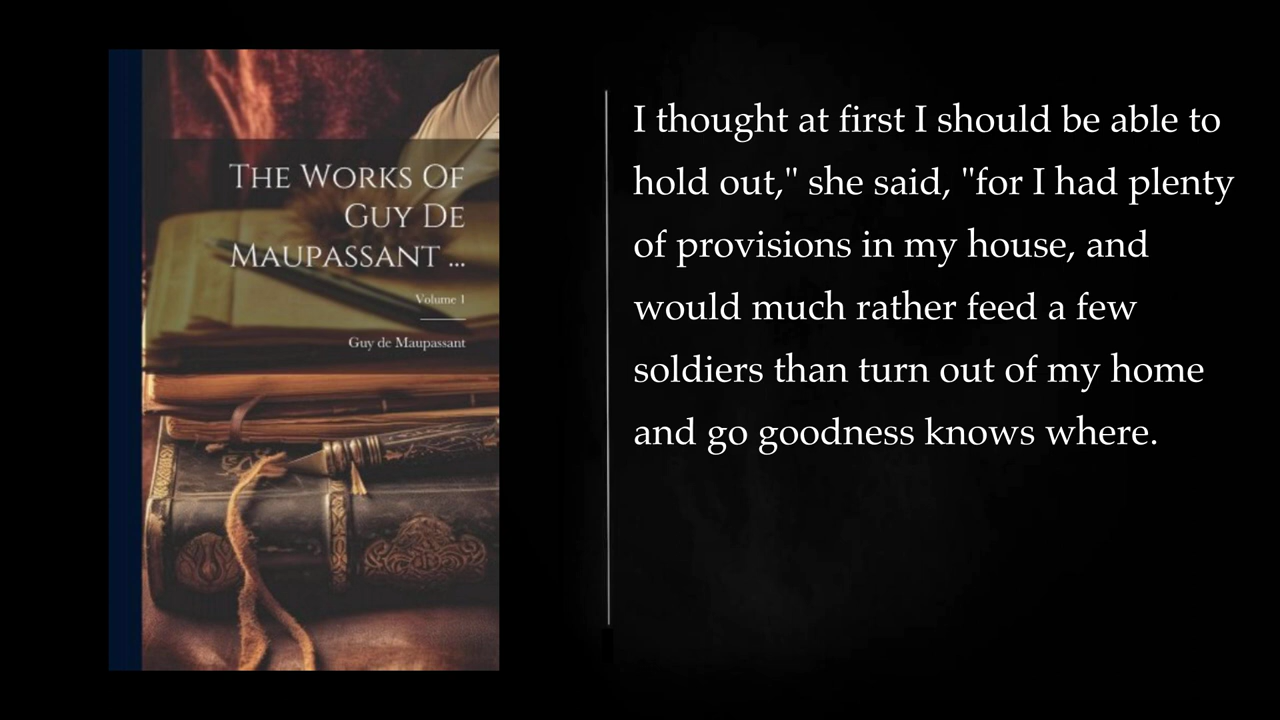 THE WORKS OF
GUY DE
MAUPASSANT ...
Volume 1
Guy de Maupassant
I thought at first I should be able to
hold out," she said, "for I had plenty
of provisions in my house, and
would much rather feed a few
soldiers than turn out of my home
and go goodness knows where.